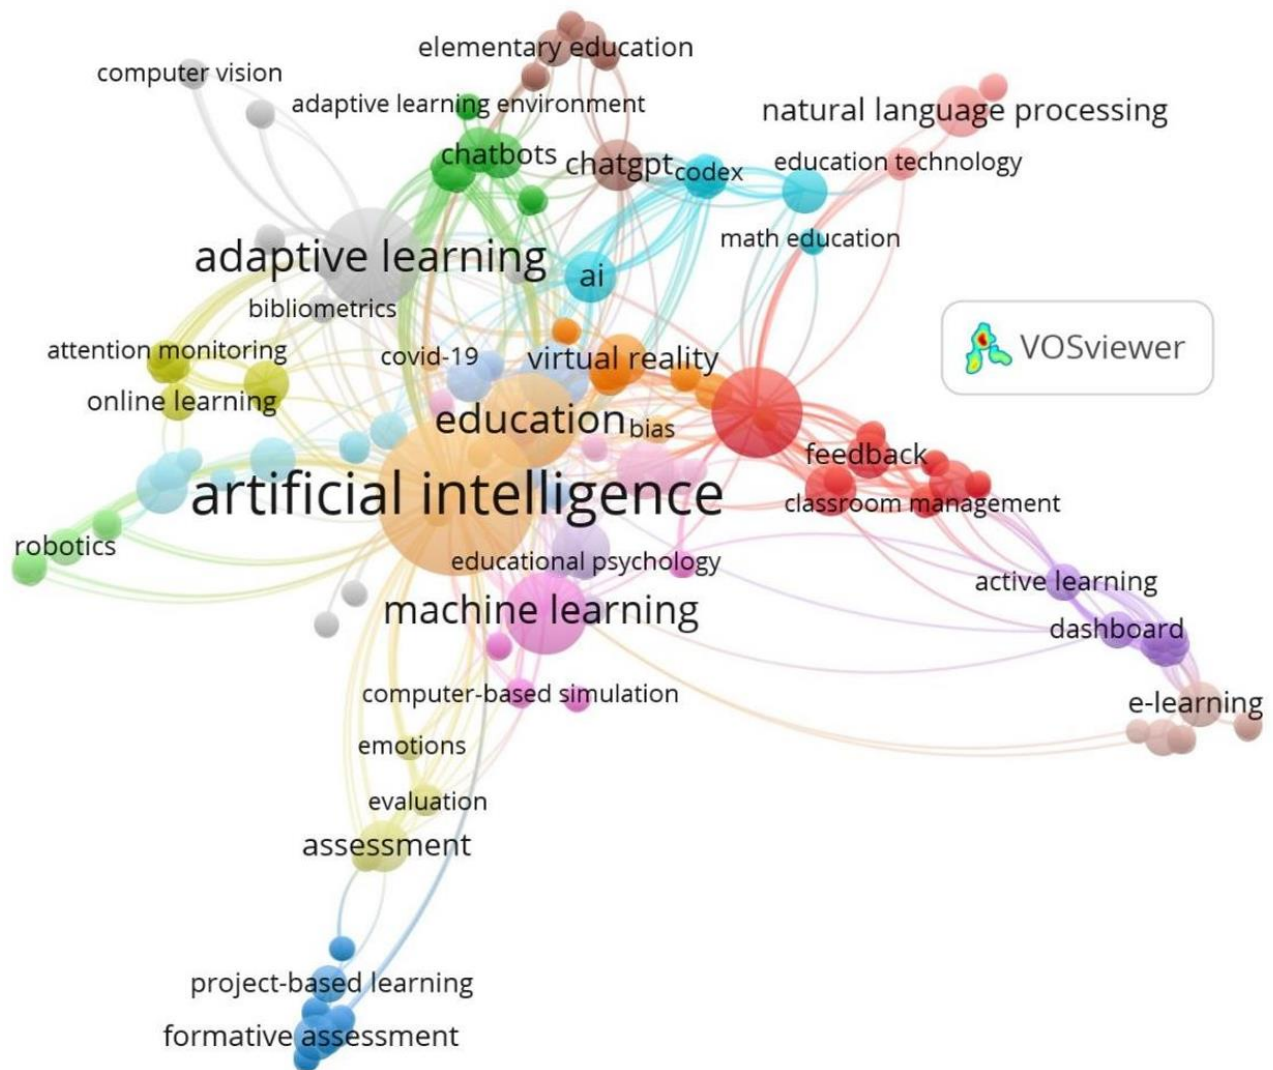 elementary education
computer vision
adaptive learning environment
natural language processing
chatbots
chatgpt
codex
education technology
math education
adaptive learning
ai
bibliometrics
VOSviewer
attention monitoring
covid-19
virtual reality
online learning
education
bias
feedback
artificial intelligence
classroom management
robotics
educational psychology
active learning
machine learning
dashboard
computer-based simulation
e-learning
emotions
evaluation
assessment
project-based learning
formative assessment